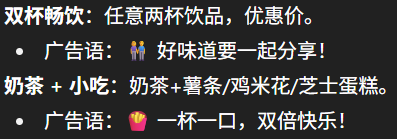 双杯畅饮：任意两杯饮品，优惠价。
• 广告语：👭 好味道要一起分享！
奶茶 + 小吃：奶茶+薯条/鸡米花/芝士蛋糕。
• 广告语：🍟 一杯一口，双倍快乐！